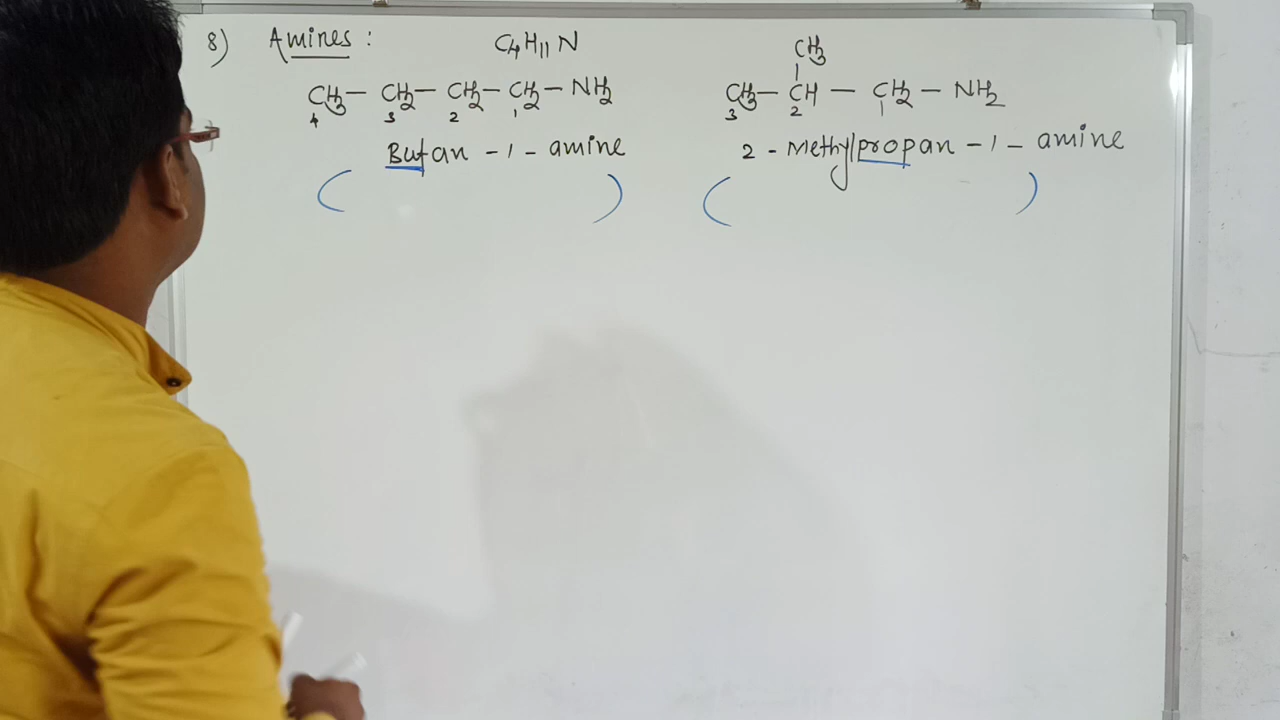 8) Amines : C4H11N
CH3
CH3 – CH2 – CH2 – CH2 – NH2 CH3 – CH – CH2 – NH2
4 3 2 1 3 2 1
Butan - 1 - amine 2 - Methylpropan - 1 - amine
( ) ( )